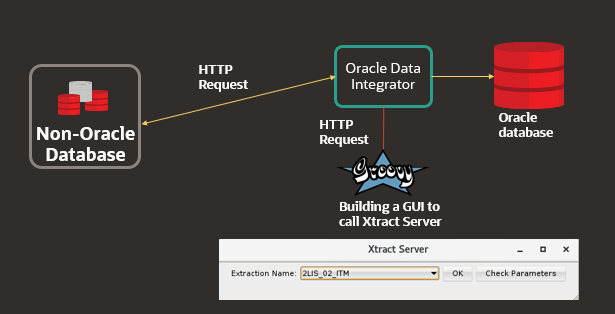 Non-Oracle
Database
HTTP
Request
Oracle Data
Integrator
Oracle
database
HTTP
Request
Groovy
Building a GUI to
call Xtract Server
Xtract Server
Extraction Name: 2LIS_02_ITM OK Check Parameters